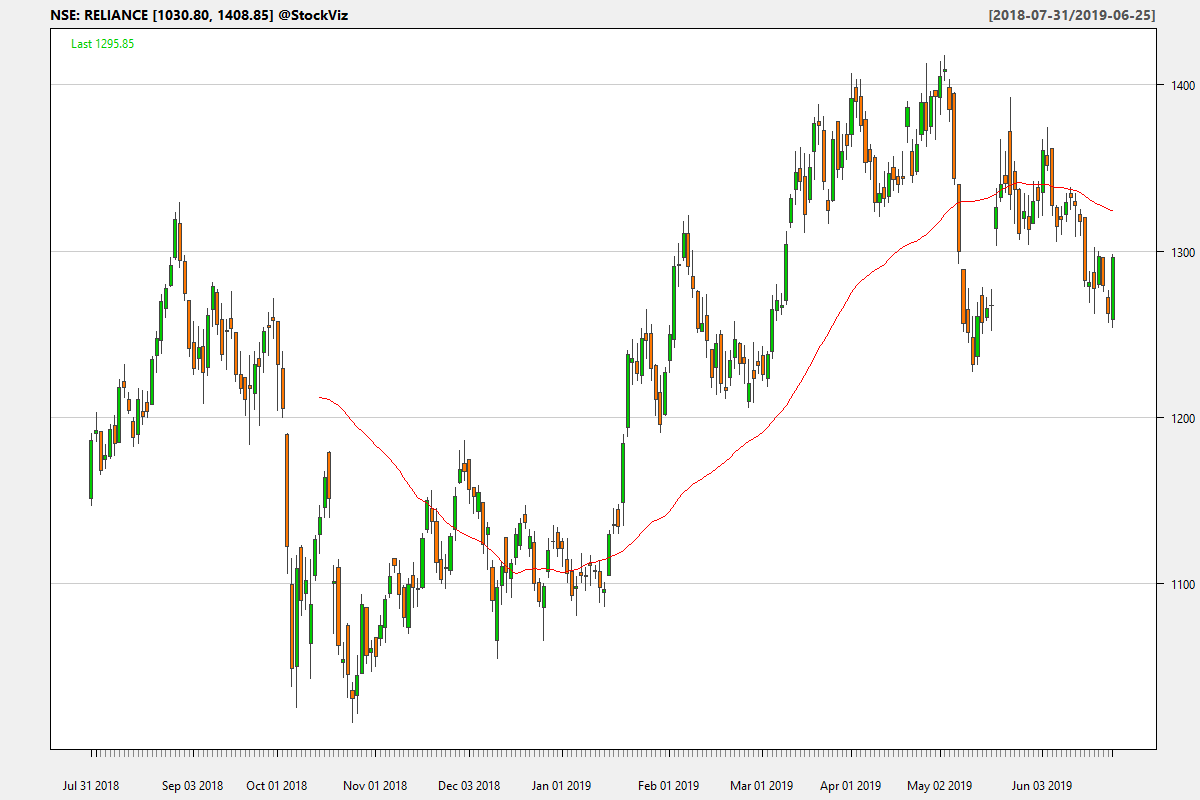 NSE: RELIANCE [1030.80, 1408.85] @StockViz
[2018-07-31/2019-06-25]
Last 1295.85
1400
1300
1200
1100
Jul 31 2018
Sep 03 2018
Oct 01 2018
Nov 01 2018
Dec 03 2018
Jan 01 2019
Feb 01 2019
Mar 01 2019
Apr 01 2019
May 02 2019
Jun 03 2019